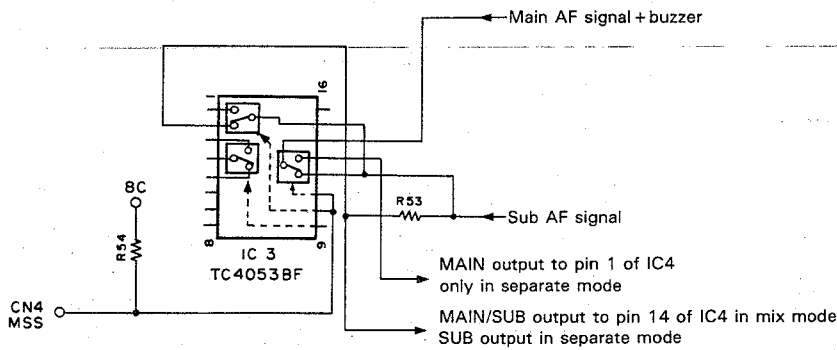 Main AF signal+buzzer
16
8C
R54
R53
Sub AF signal
8
9
IC 3
TC4053BF
MAIN output to pin 1 of IC4
only in separate mode
CN4
MSS
MAIN/SUB output to pin 14 of IC4 in mix mode
SUB output in separate mode